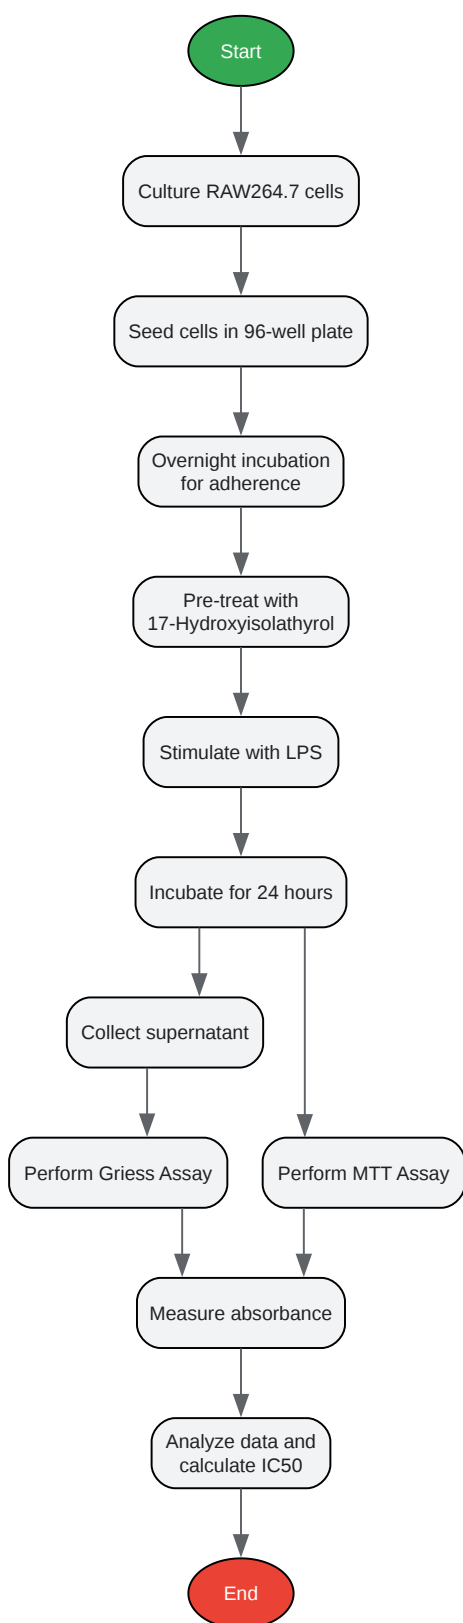 Start
Culture RAW264.7 cells
Seed cells in 96-well plate
Overnight incubation
for adherence
Pre-treat with
17-Hydroxyisolathyrol
Stimulate with LPS
Incubate for 24 hours
Collect supernatant
Perform Griess Assay
Perform MTT Assay
Measure absorbance
Analyze data and
calculate IC50
End